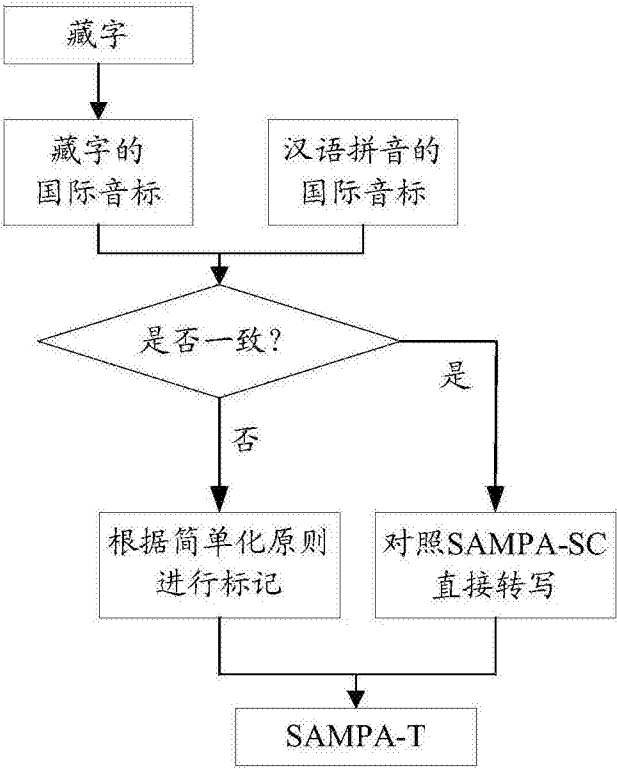 藏字
藏字的
国际音标
汉语拼音的
国际音标
是否一致?
是
否
根据简单化原则
进行标记
对照SAMPA-SC
直接转写
SAMPA-T